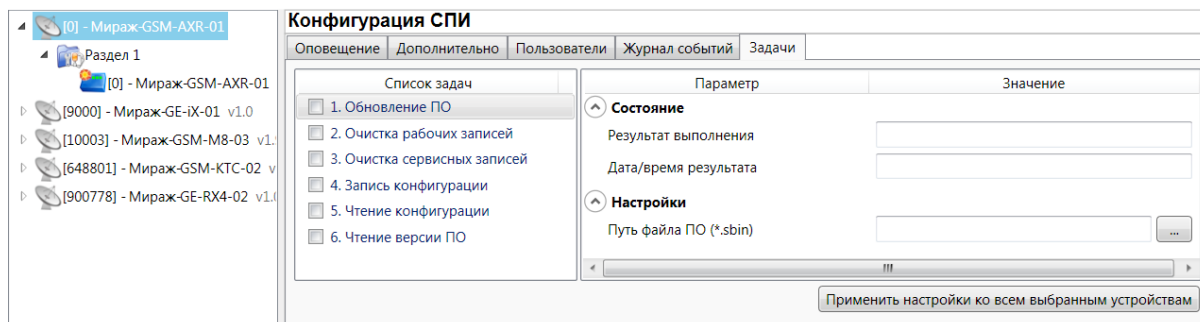 [0] - Мираж-GSM-AXR-01
Раздел 1
[0] - Мираж-GSM-AXR-01
[9000] - Мираж-GE-iX-01 v1.0
[10003] - Мираж-GSM-M8-03 v1.
[648801] - Мираж-GSM-KTC-02 v
[900778] - Мираж-GE-RX4-02 v1.0
Конфигурация СПИ
Оповещение Дополнительно Пользователи Журнал событий Задачи
Список задач
1. Обновление ПО
2. Очистка рабочих записей
3. Очистка сервисных записей
4. Запись конфигурации
5. Чтение конфигурации
6. Чтение версии ПО
Параметр Значение
Состояние
Результат выполнения
Дата/время результата
Настройки
Путь файла ПО (*.sbin) ...
Применить настройки ко всем выбранным устройствам